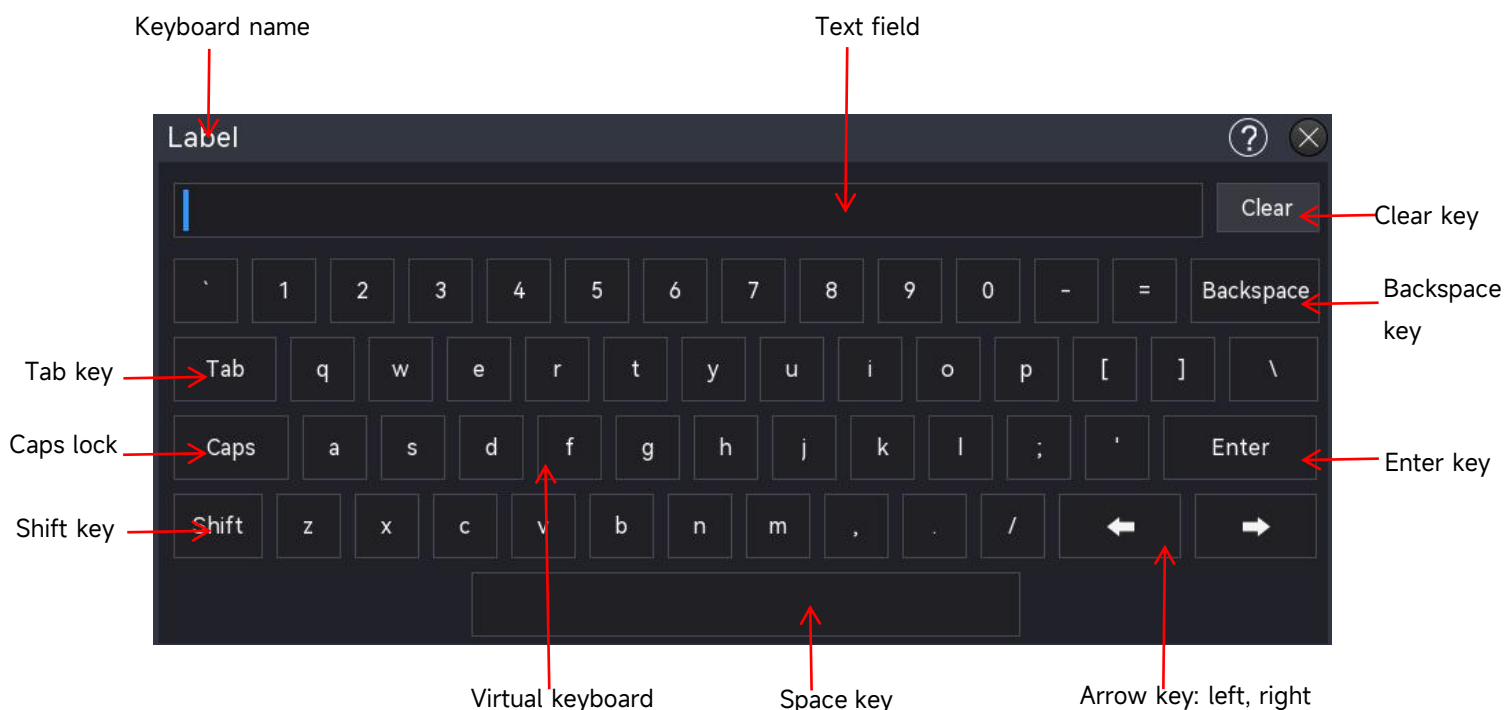 Keyboard name
Text field
Label ?
Clear
Clear key
` 1 2 3 4 5 6 7 8 9 0 - = Backspace
Backspace
key
Tab q w e r t y u i o p [ ] \
Tab key
Caps a s d f g h j k l ; ' Enter
Caps lock
Enter key
Shift z x c v b n m , . /
Shift key
Virtual keyboard
Space key
Arrow key: left, right